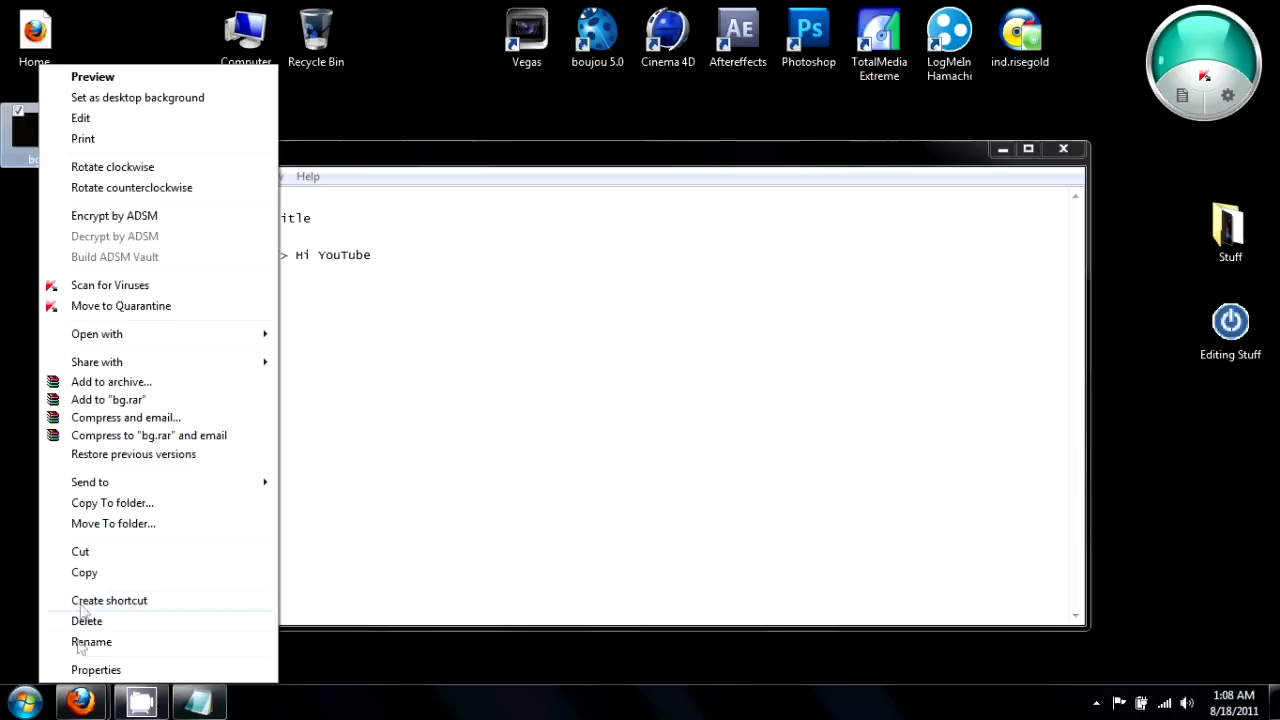 Home
Computer
Recycle Bin
Vegas
boujou 5.0
Cinema 4D
AE
Aftereffects
Ps
Photoshop
TotalMedia
Extreme
LogMeIn
Hamachi
ind.risegold
Preview
Set as desktop background
Edit
Print
Rotate clockwise
Rotate counterclockwise
Encrypt by ADSM
Decrypt by ADSM
Build ADSM Vault
Scan for Viruses
Move to Quarantine
Open with
Share with
Add to archive...
Add to "bg.rar"
Compress and email...
Compress to "bg.rar" and email
Restore previous versions
Send to
Copy To folder...
Move To folder...
Cut
Copy
Create shortcut
Delete
Rename
Properties
Help
itle
> Hi YouTube
Stuff
Editing Stuff
1:08 AM
8/18/2011